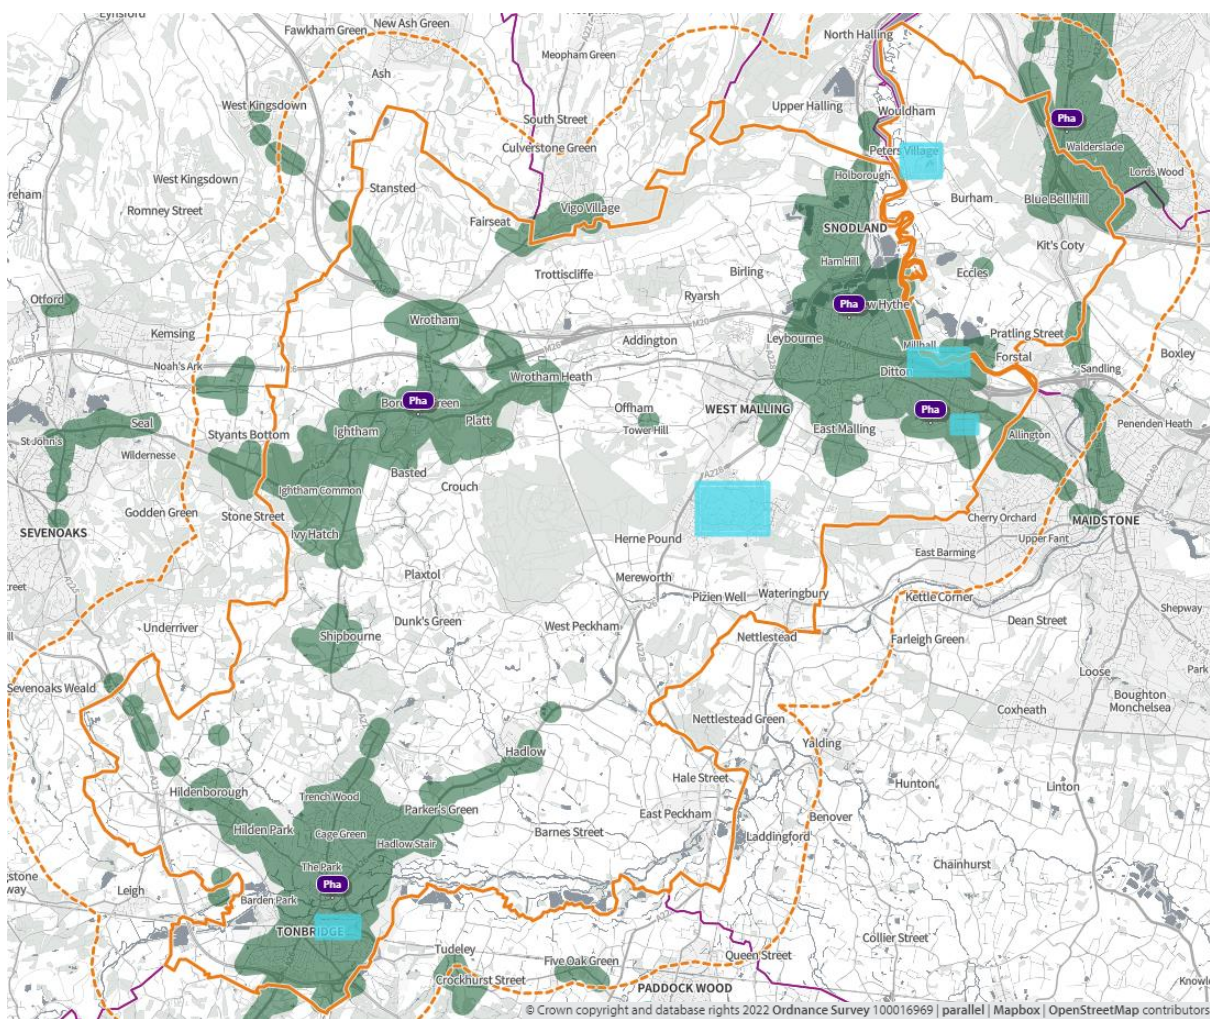 Eynsford
Fawkham Green
New Ash Green
Meopham Green
North Halling
Ash
West Kingsdown
South Street
Culverstone Green
Upper Halling
Wouldham
Pha
Walderslade
Peters Village
Holborough
Lords Wood
West Kingsdown
Romney Street
Stansted
Fairseat
Vigo Village
Burham
Blue Bell Hill
SNODLAND
Kit's Coty
Ham Hill
Trottiscliffe
Birling
Eccles
Otford
Ryarsh
Pha
w Hythe
Kemsing
Wrotham
M20
Addington
Leybourne
Millhall
Pratling Street
Forstal
Boxley
Noah's Ark
M26
Wrotham Heath
Ditton
Sandling
Pha
Pha
Offham
WEST MALLING
Seal
Styants Bottom
Ightham
Platt
Tower Hill
East Malling
Allington
Penenden Heath
St John's
Wildernesse
Basted
Crouch
Ightham Common
A228
A249
Godden Green
Stone Street
Cherry Orchard
MAIDSTONE
SEVENOAKS
Ivy Hatch
Herne Pound
Upper Fant
East Barming
Plaxtol
Mereworth
Pizien Well
Wateringbury
Kettle Corner
Shepway
Underriver
Shipbourne
Dunk's Green
West Peckham
A26
Nettlestead
Farleigh Green
Dean Street
A228
Loose
Park
Sevenoaks Weald
Boughton
Monchelsea
Nettlestead Green
Coxheath
Hadlow
Yalding
Hale Street
Hunton
Linton
Hildenborough
Trench Wood
Parker's Green
East Peckham
Benover
Hilden Park
Cage Green
Hadlow Stair
Barnes Street
Laddingford
The Park
Chainhurst
Pha
Leigh
Barden Park
TONBRIDGE
Collier Street
Tudeley
Five Oak Green
Queen Street
Crockhurst Street
PADDOCK WOOD
© Crown copyright and database rights 2022 Ordnance Survey 100016969 | parallel | Mapbox | OpenStreetMap contributors